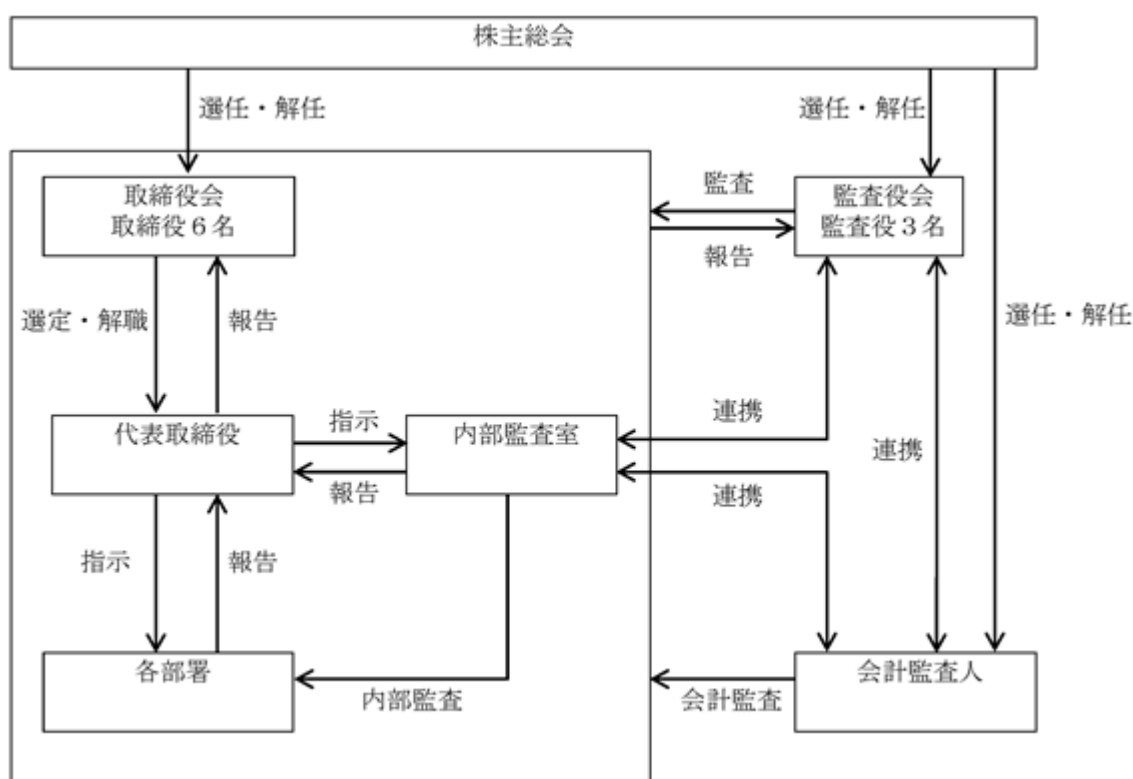 株主総会
選任・解任
選任・解任
取締役会
取締役６名
監査
監査役会
監査役３名
報告
選定・解職
報告
選任・解任
代表取締役
指示
内部監査室
連携
報告
連携
連携
指示
報告
各部署
内部監査
会計監査
会計監査人